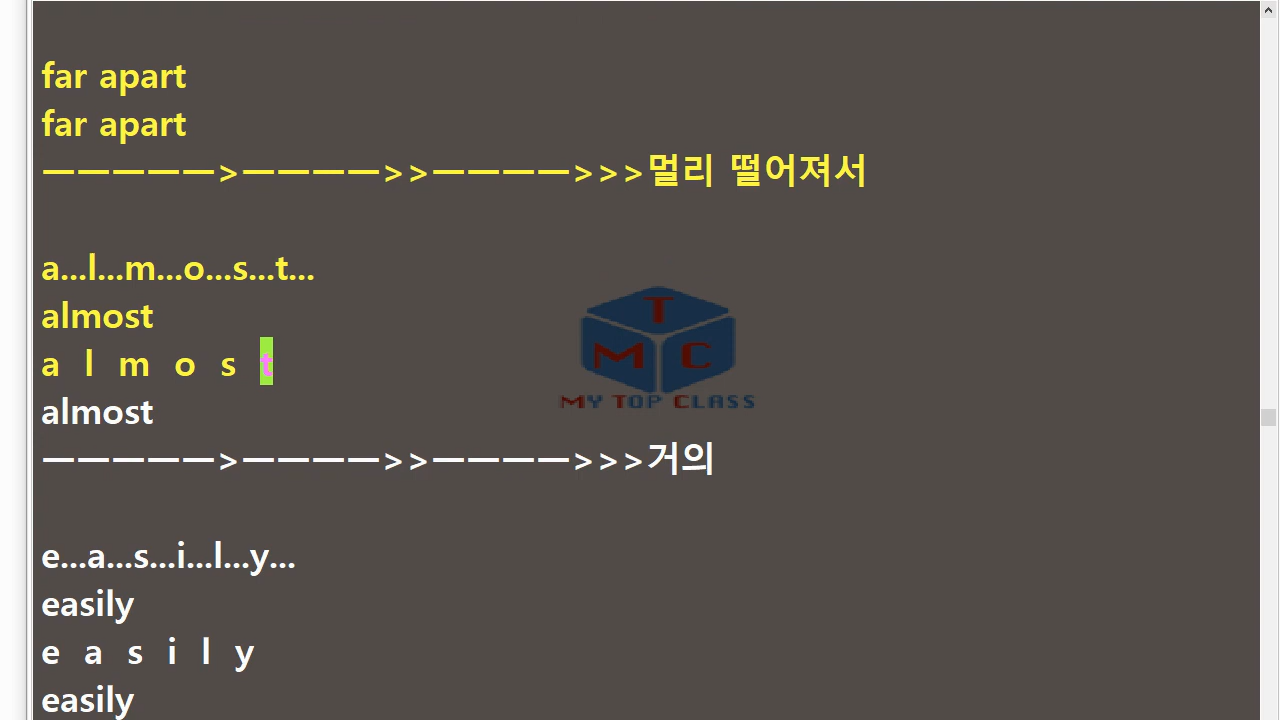 far apart
far apart
—————>————>>————>>>멀리 떨어져서
a...l...m...o...s...t...
almost
a l m o s t
almost
—————>————>>————>>>거의
e...a...s...i...l...y...
easily
e a s i l y
easily
T
M C
MY TOP CLASS